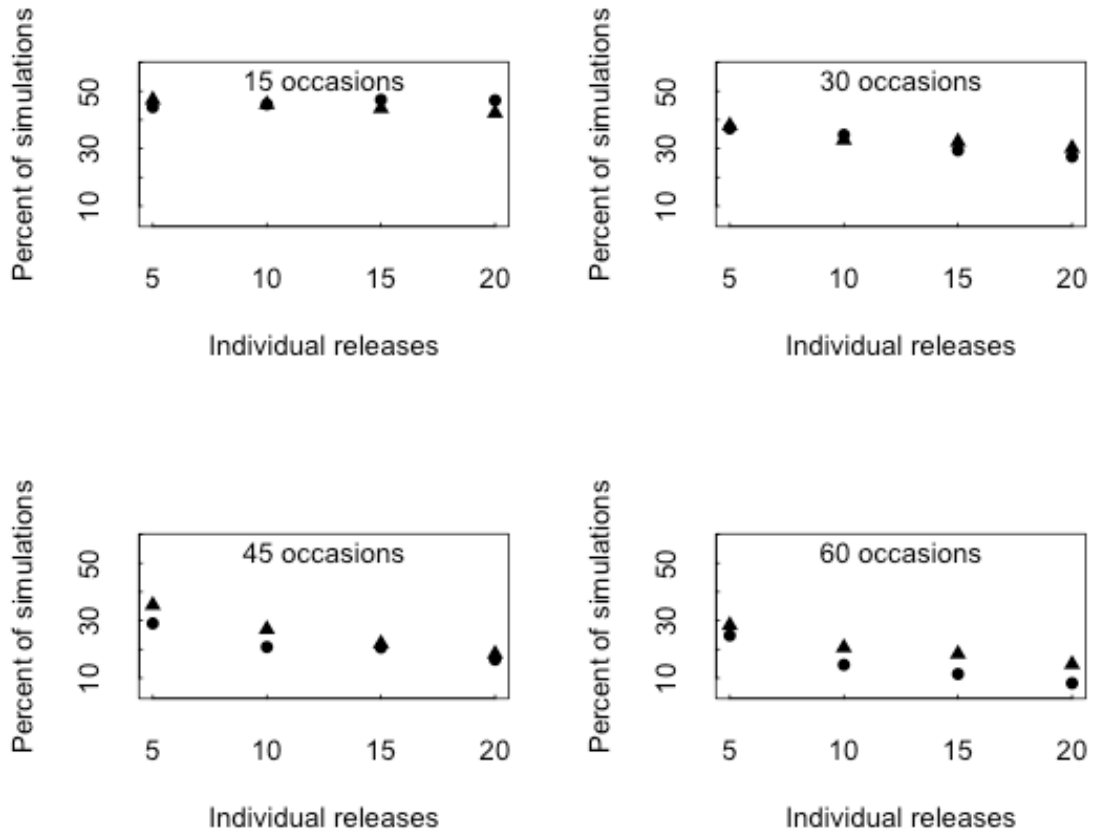 Percent of simulations
15 occasions
50
30
10
5 10 15 20
Individual releases
Percent of simulations
30 occasions
50
30
10
5 10 15 20
Individual releases
Percent of simulations
45 occasions
50
30
10
5 10 15 20
Individual releases
Percent of simulations
60 occasions
50
30
10
5 10 15 20
Individual releases